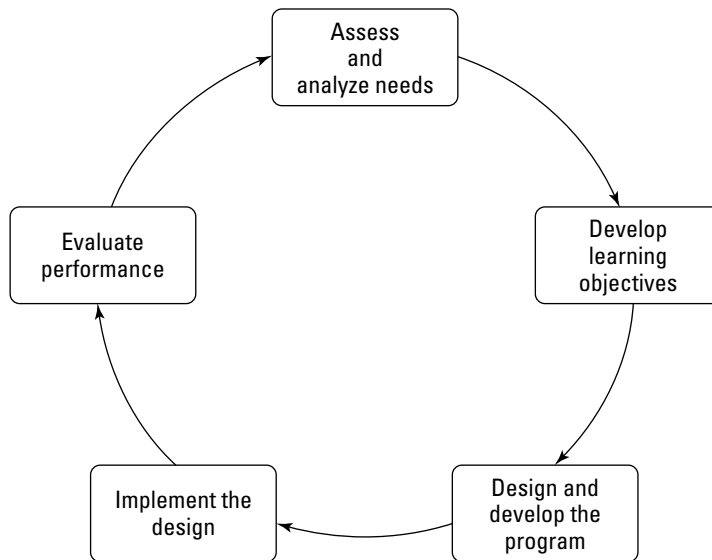 Assess
and
analyze needs
Develop
learning
objectives
Design and
develop the
program
Implement the
design
Evaluate
performance